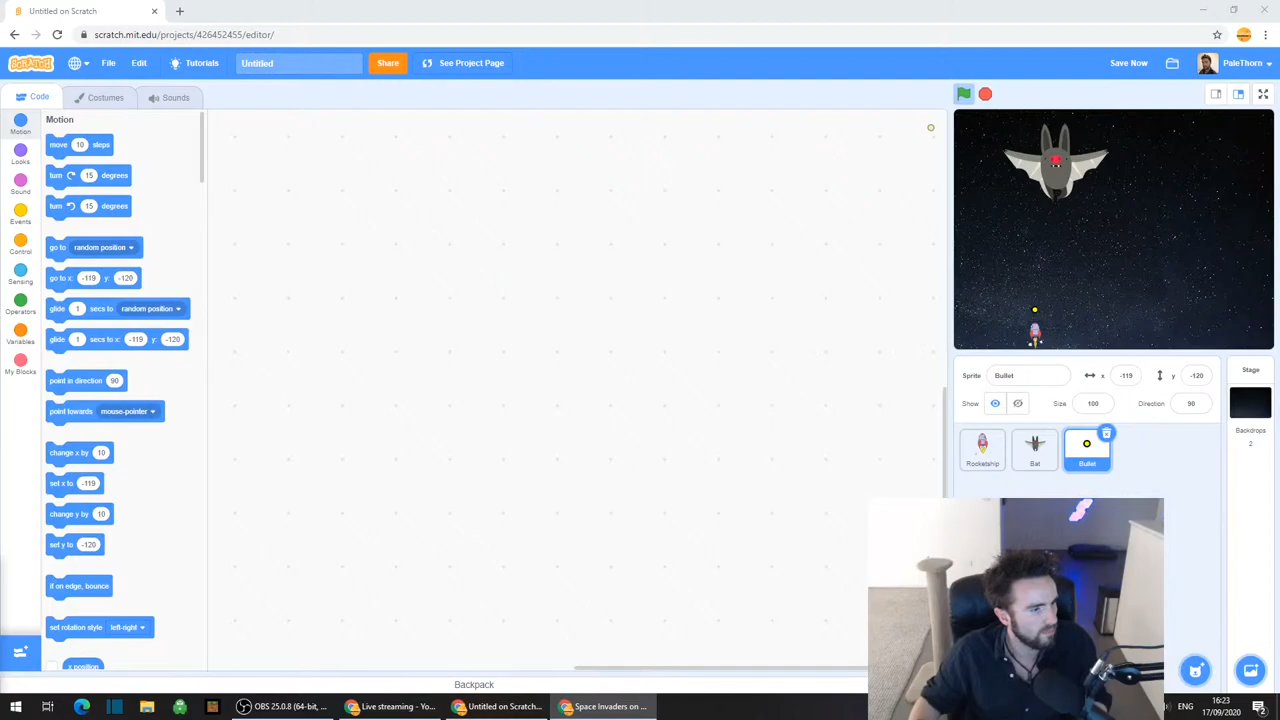 Untitled on Scratch
scratch.mit.edu/projects/426452455/editor/
SCRATCH
File
Edit
Tutorials
Untitled
Share
See Project Page
Save Now
PaleThorn
Code
Costumes
Sounds
Motion
Looks
Sound
Events
Control
Sensing
Operators
Variables
My Blocks
Motion
move 10 steps
turn 15 degrees
turn 15 degrees
go to random position
go to x: -119 y: -120
glide 1 secs to random position
glide 1 secs to x: -119 y: -120
point in direction 90
point towards mouse-pointer
change x by 10
set x to -119
change y by 10
set y to -120
if on edge, bounce
set rotation style left-right
x position
Sprite Bullet x -119 y -120
Show Size 100 Direction 90
Rocketship
Bat
Bullet
Stage
Backdrops
2
Backpack
OBS 25.0.8 (64-bit, ...
Live streaming - Yo...
Untitled on Scratch...
Space Invaders on ...
16:23
17/09/2020